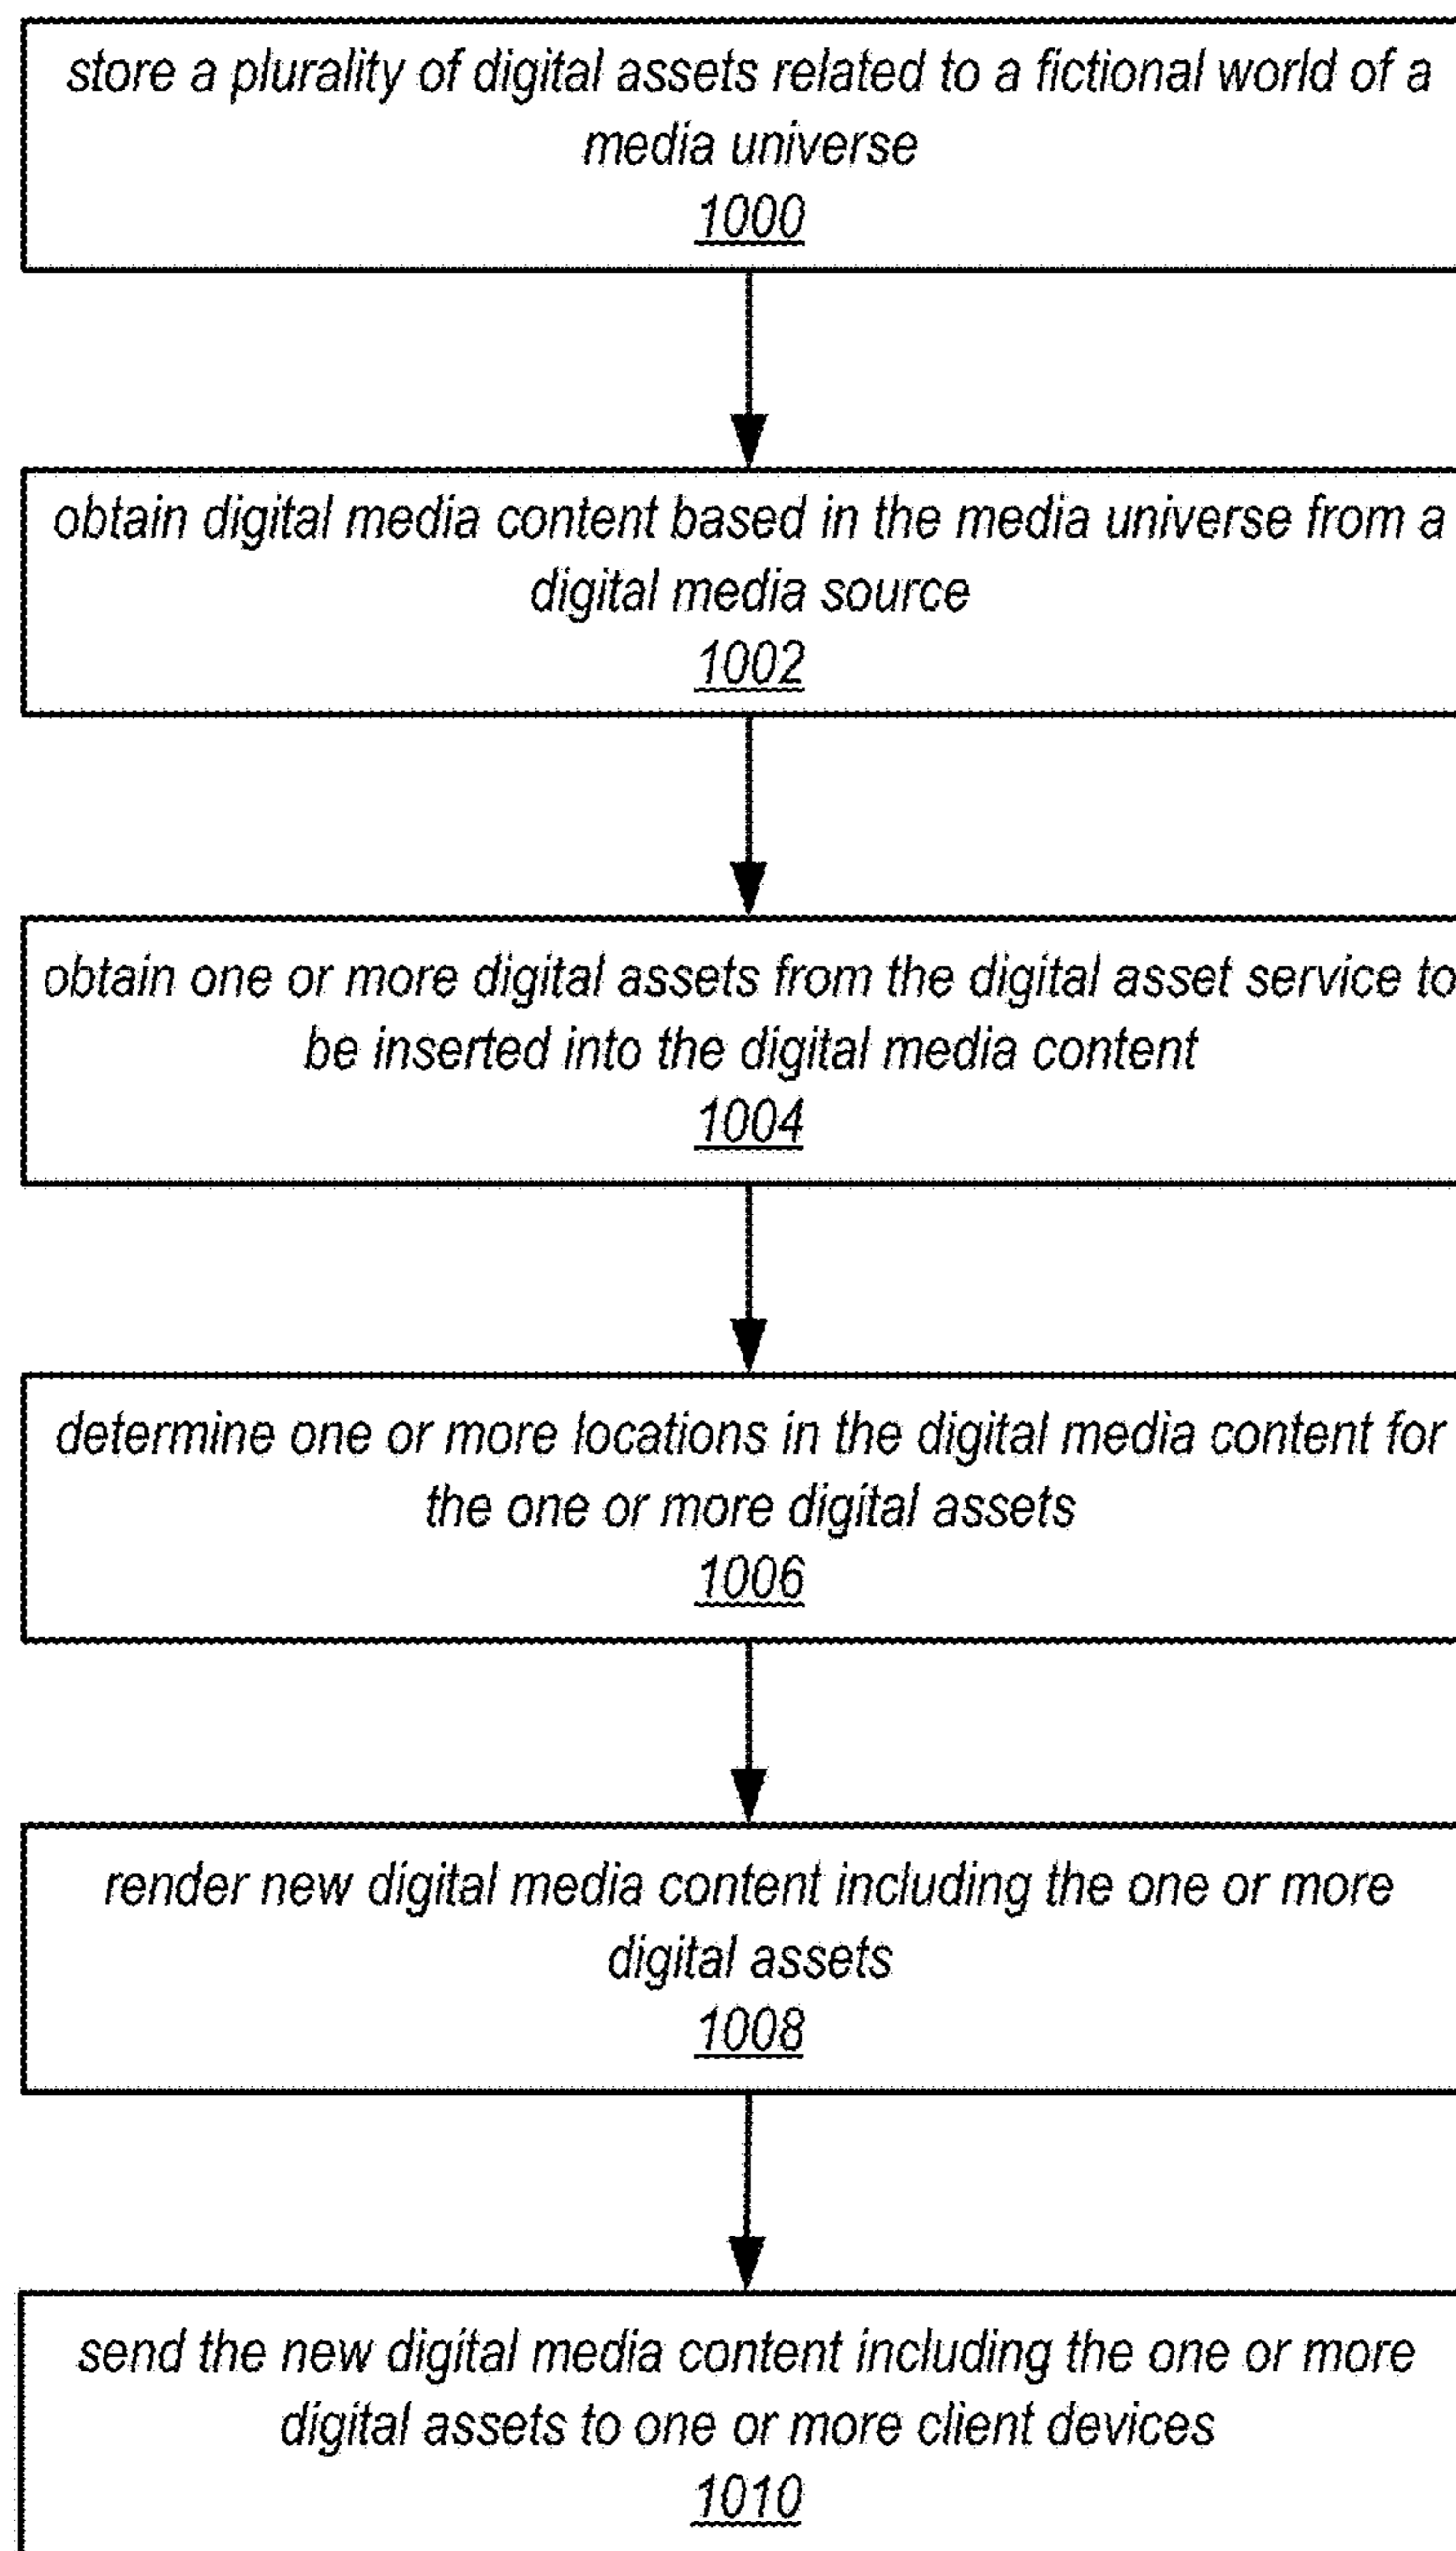 store a plurality of digital assets related to a fictional world of a
media universe
1000
obtain digital media content based in the media universe from a
digital media source
1002
obtain one or more digital assets from the digital asset service to
be inserted into the digital media content
1004
determine one or more locations in the digital media content for
the one or more digital assets
1006
render new digital media content including the one or more
digital assets
1008
send the new digital media content including the one or more
digital assets to one or more client devices
1010